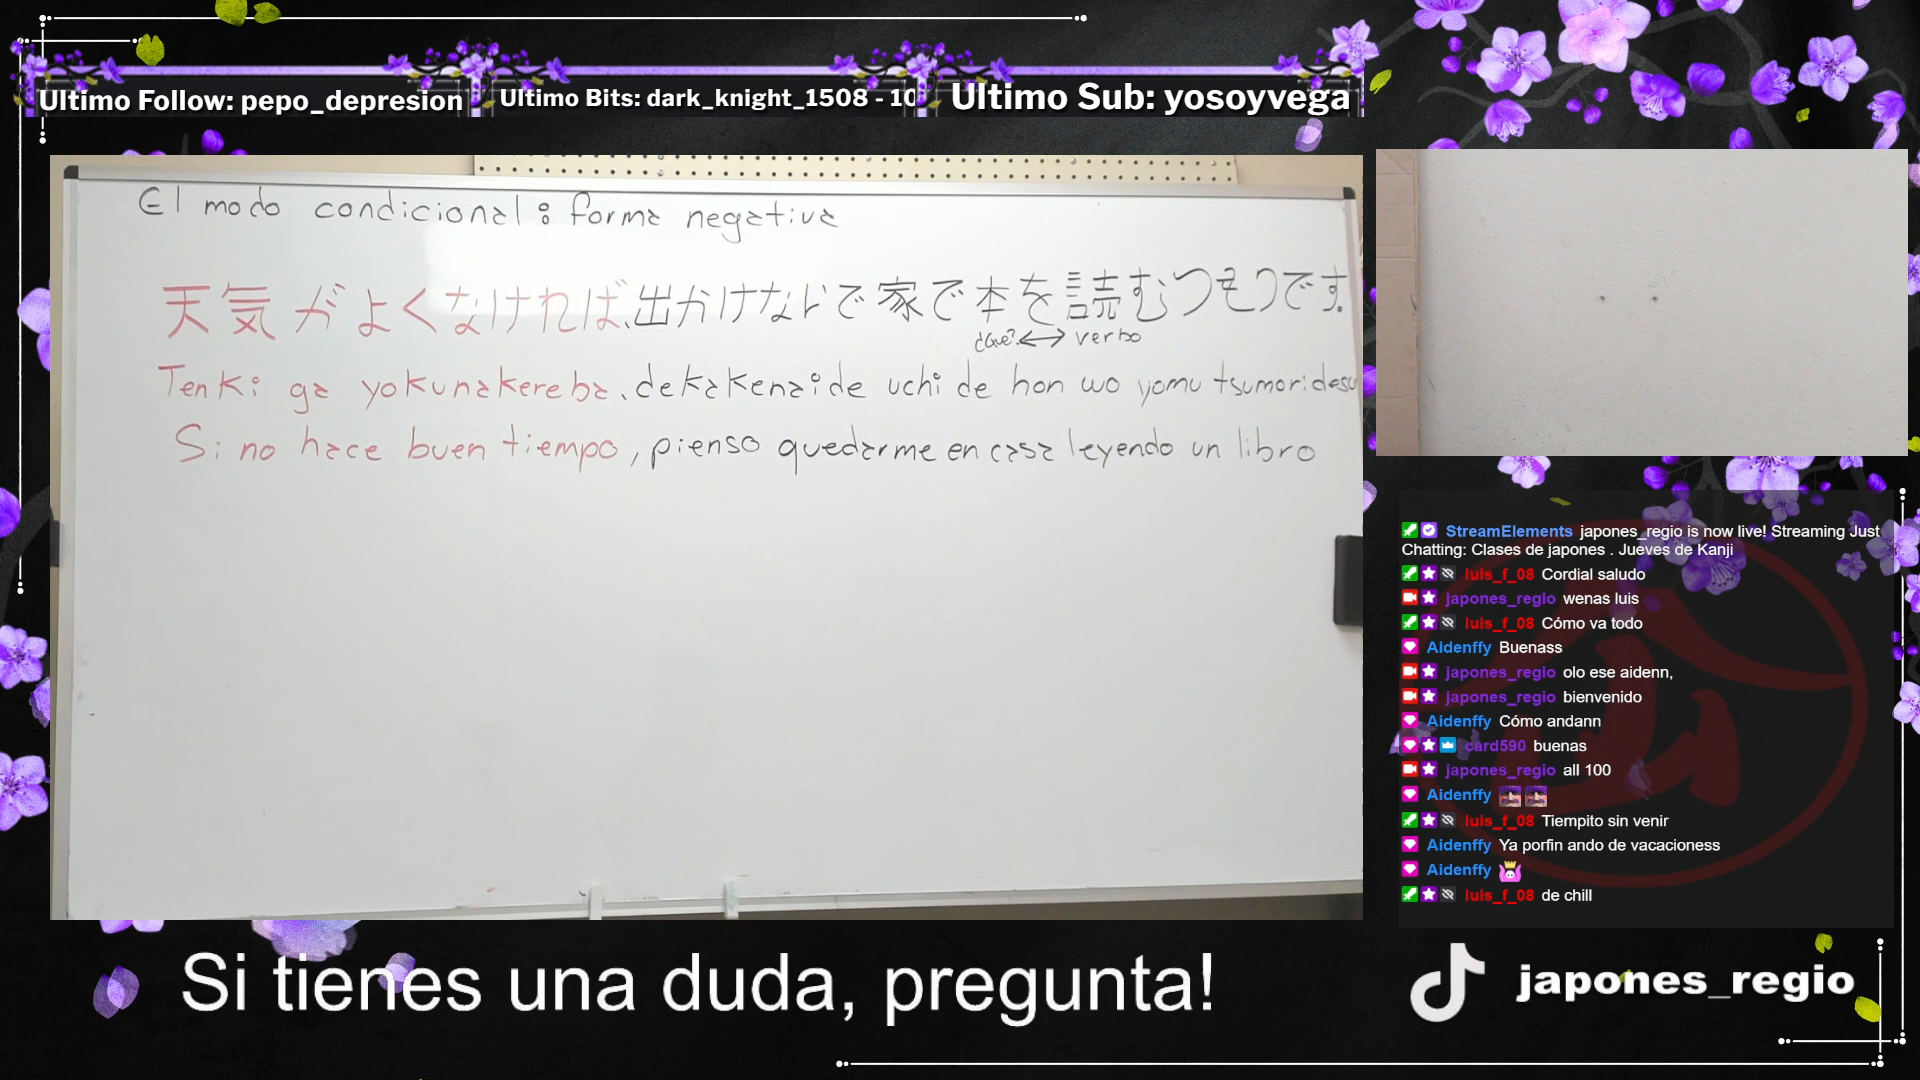 Ultimo Follow: pepo_depresion
Ultimo Bits: dark_knight_1508 - 10
Ultimo Sub: yosoyvega
El modo condicional: forma negativa
天気がよくなければ、出かけないで家で本を読むつもりです。
¿Que? ↔ verbo
Tenki ga yokunakereba, dekakenaide uchi de hon wo yomu tsumoridesu
Si no hace buen tiempo, pienso quedarme en casa leyendo un libro
StreamElements japones_regio is now live! Streaming Just
Chatting: Clases de japones . Jueves de Kanji
luis_f_08 Cordial saludo
japones_regio wenas luis
luis_f_08 Cómo va todo
Aidenffy Buenass
japones_regio olo ese aidenn,
japones_regio bienvenido
Aidenffy Cómo andann
card590 buenas
japones_regio all 100
Aidenffy
luis_f_08 Tiempito sin venir
Aidenffy Ya porfin ando de vacacioness
Aidenffy
luis_f_08 de chill
Si tienes una duda, pregunta!
japones_regio